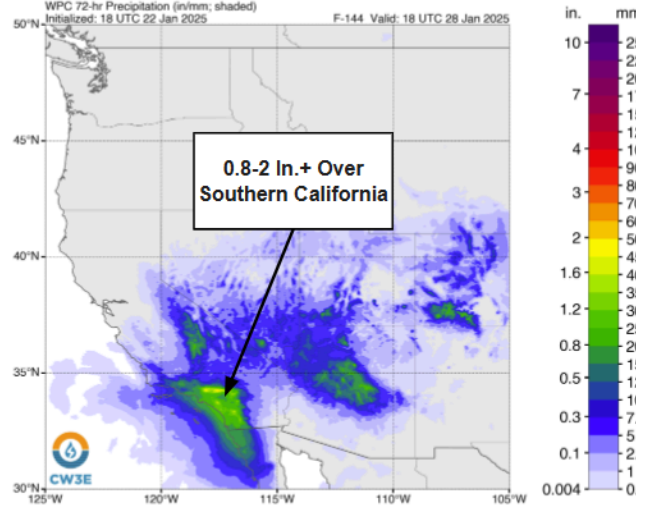 WPC 72-hr Precipitation (in/mm; shaded)
Initialized: 18 UTC 22 Jan 2025
F-144 Valid: 18 UTC 28 Jan 2025
in.
50°N
10
7
45°N
0.8-2 In.+ Over
Southern California
4
3
2
40°N
1.6
1.2
0.8
35°N
0.5
0.3
0.1
CW3E
30°N
0.004
125°W
120°W
115°W
110°W
105°W